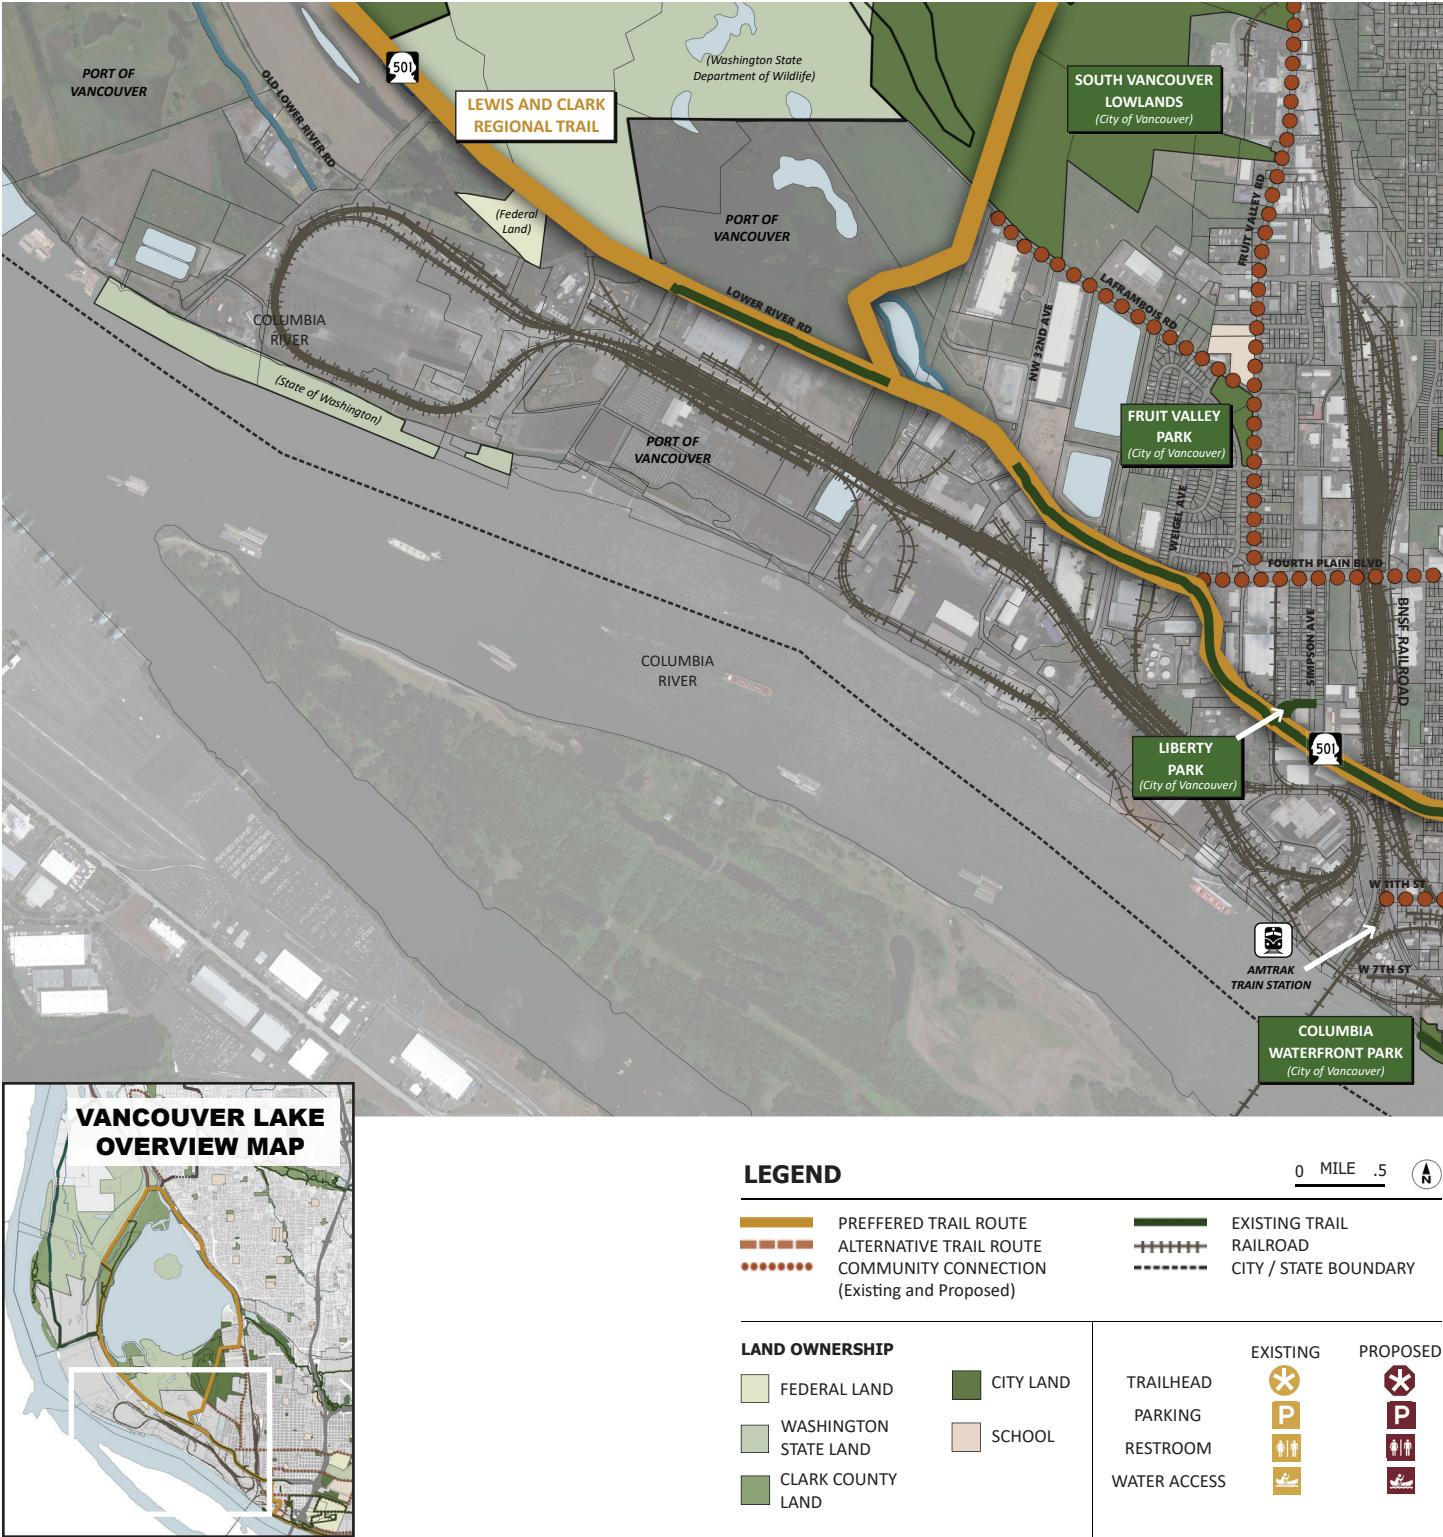 PORT OF
VANCOUVER
OLD LOWER RIVER RD
501
LEWIS AND CLARK
REGIONAL TRAIL
(Washington State
Department of Wildlife)
SOUTH VANCOUVER
LOWLANDS
(City of Vancouver)
(Federal
Land)
PORT OF
VANCOUVER
FRUIT VALLEY RD
LAFRAMBOIS RD
LOWER RIVER RD
NW 32ND AVE
COLUMBIA
RIVER
(State of Washington)
PORT OF
VANCOUVER
FRUIT VALLEY
PARK
(City of Vancouver)
WEIGEL AVE
FOURTH PLAIN BLVD
SIMPSON AVE
BNSF RAILROAD
COLUMBIA
RIVER
LIBERTY
PARK
(City of Vancouver)
501
W 11TH ST
AMTRAK
TRAIN STATION
W 7TH ST
COLUMBIA
WATERFRONT PARK
(City of Vancouver)
VANCOUVER LAKE
OVERVIEW MAP
LEGEND
0 MILE .5
N
PREFFERED TRAIL ROUTE
ALTERNATIVE TRAIL ROUTE
COMMUNITY CONNECTION
(Existing and Proposed)
EXISTING TRAIL
RAILROAD
CITY / STATE BOUNDARY
LAND OWNERSHIP
FEDERAL LAND
WASHINGTON
STATE LAND
CLARK COUNTY
LAND
CITY LAND
SCHOOL
EXISTING PROPOSED
TRAILHEAD
PARKING P P
RESTROOM
WATER ACCESS